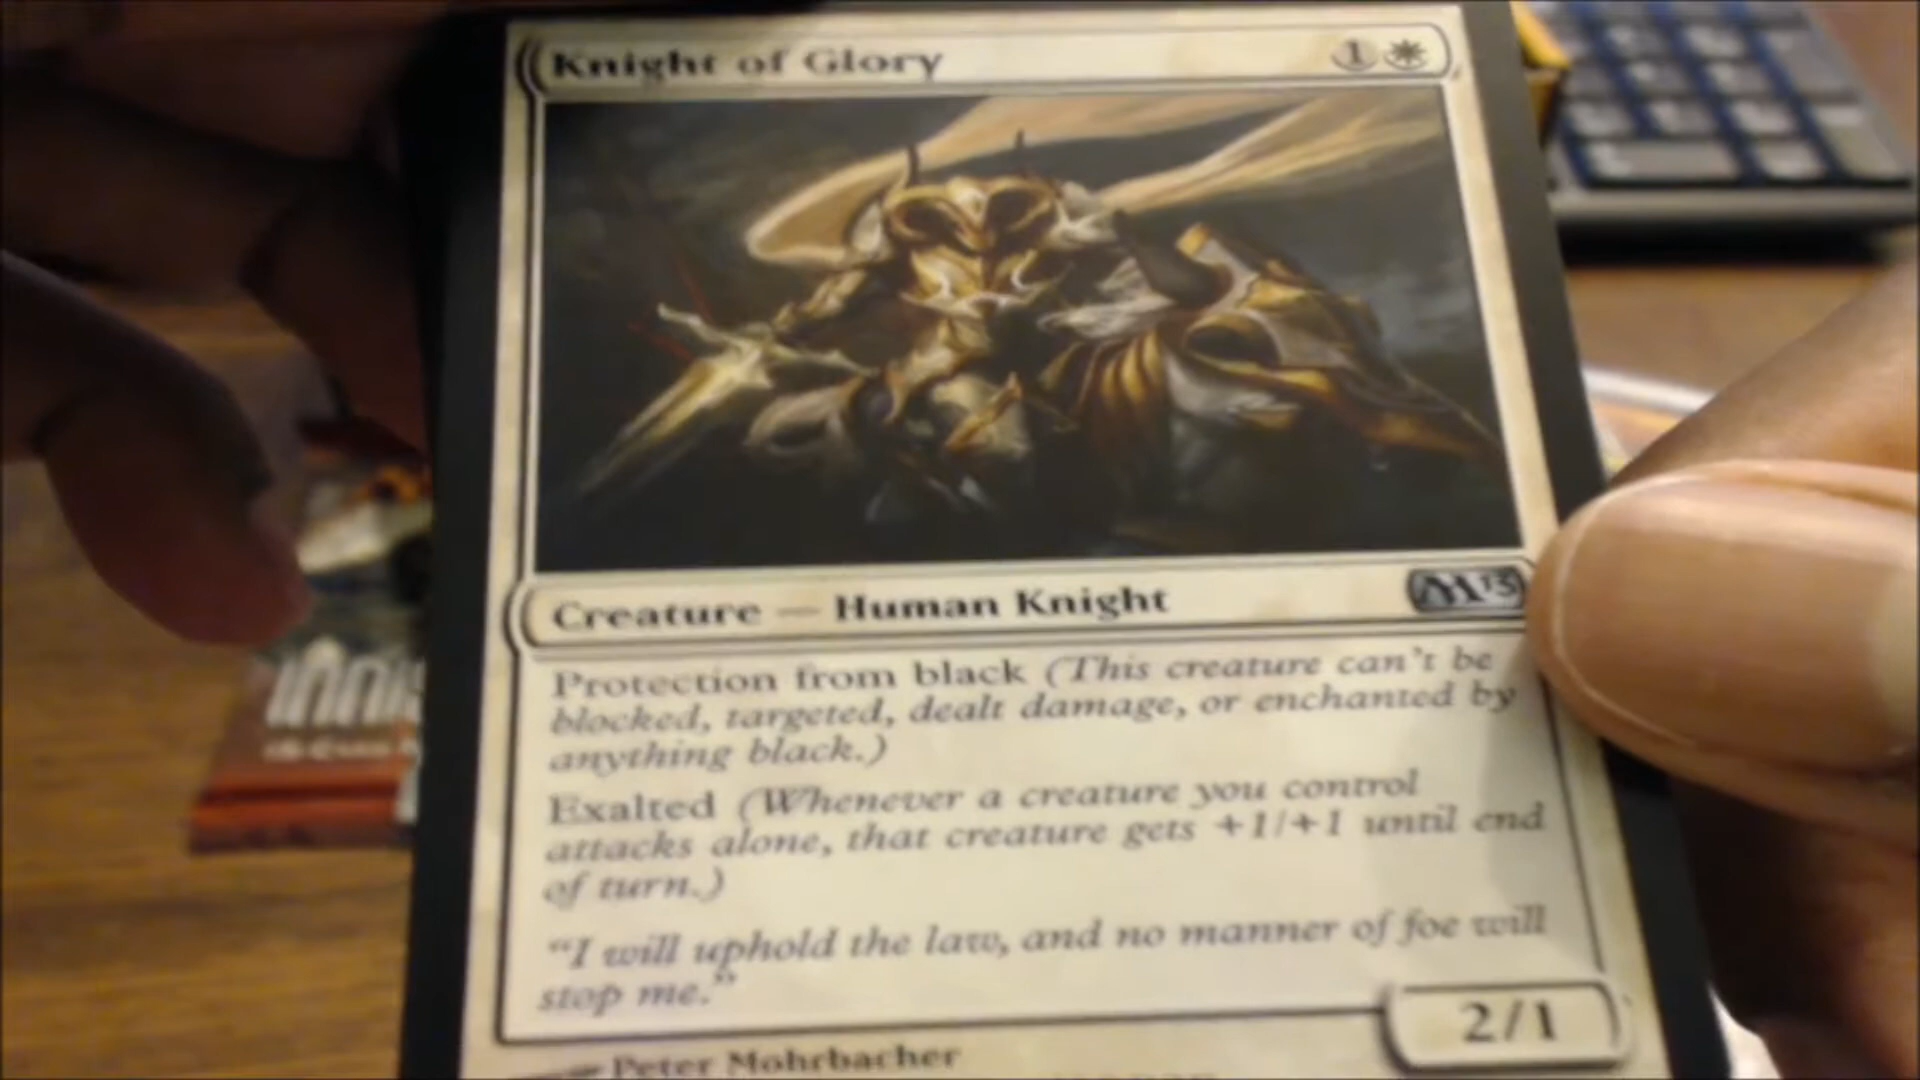 Knight of Glory 1
Creature — Human Knight M13
Protection from black (This creature can't be
blocked, targeted, dealt damage, or enchanted by
anything black.)
Exalted (Whenever a creature you control
attacks alone, that creature gets +1/+1 until end
of turn.)
"I will uphold the law, and no manner of foe will
stop me."
2/1
Peter Mohrbacher